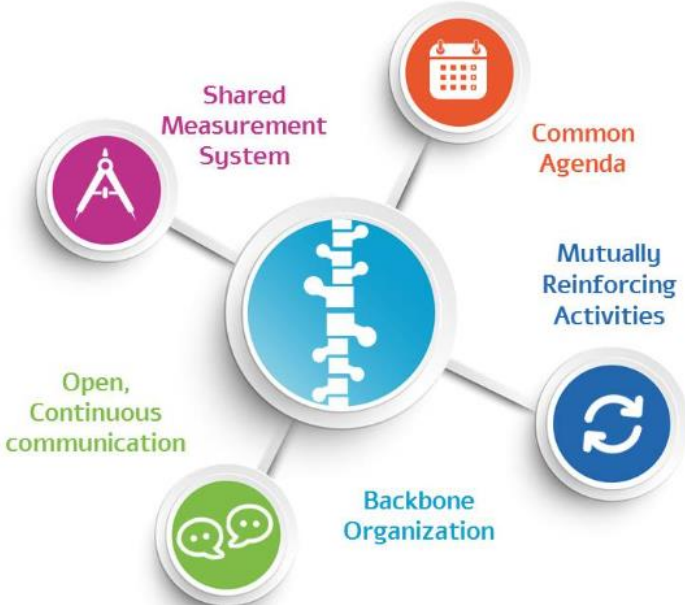 Shared
Measurement
System
Common
Agenda
Mutually
Reinforcing
Activities
Open,
Continuous
communication
Backbone
Organization